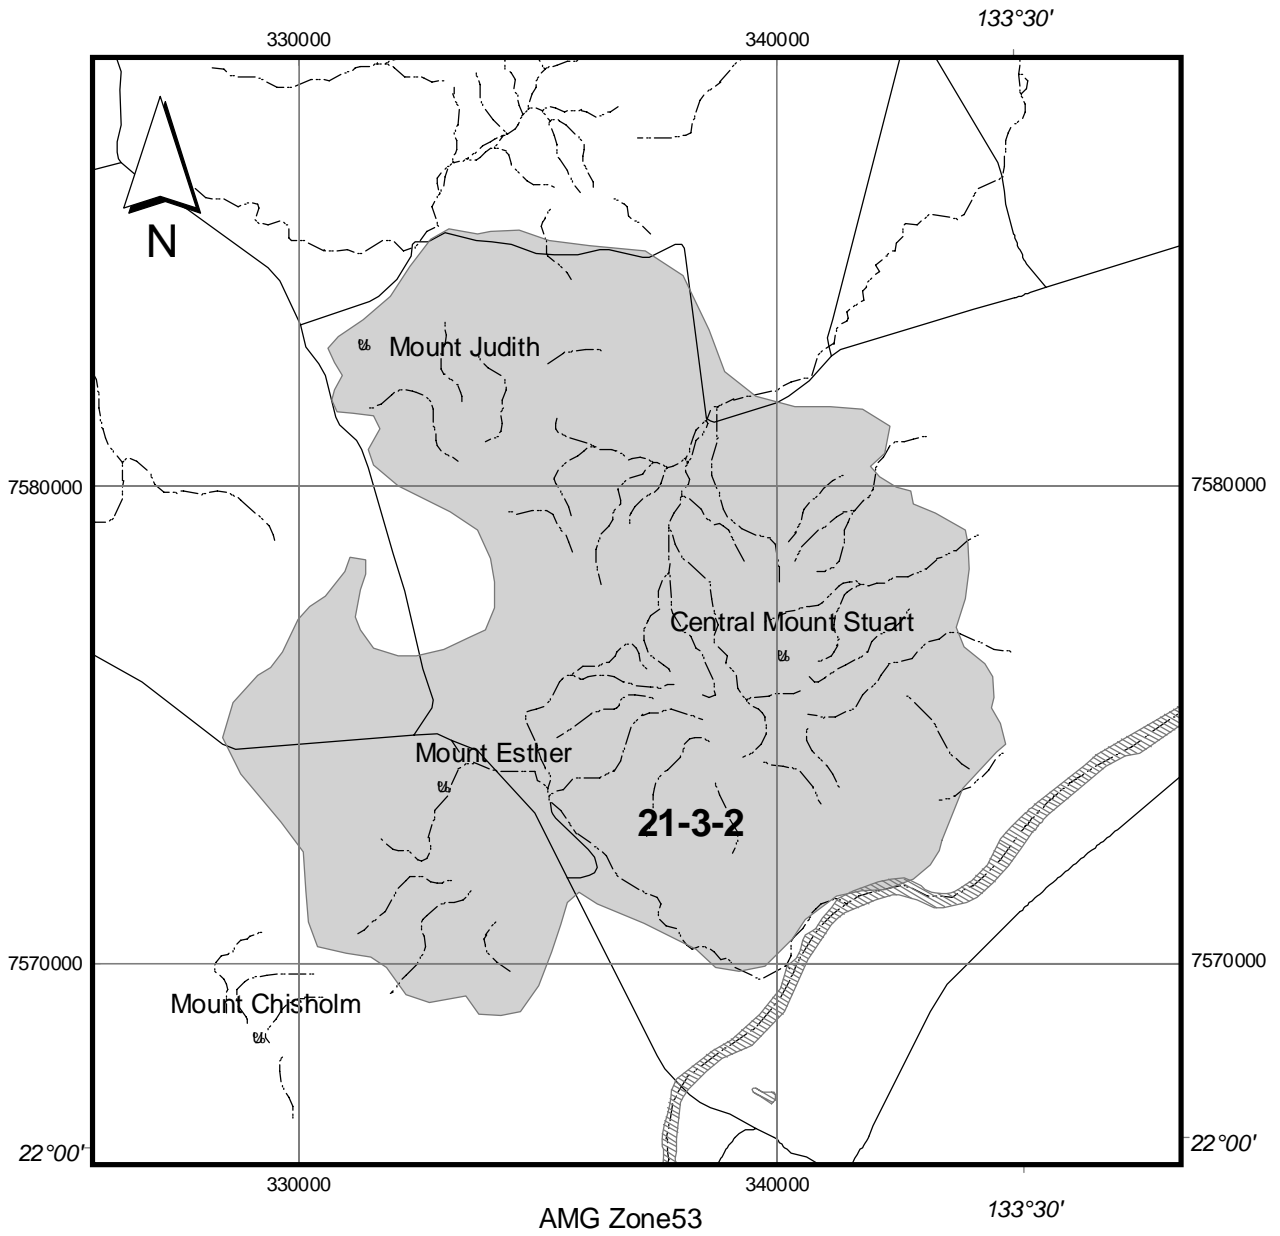 133°30'
330000
340000
N
Mount Judith
7580000
7580000
Central Mount Stuart
Mount Esther
21-3-2
7570000
7570000
Mount Chisholm
22°00'
22°00'
330000
340000
133°30'
AMG Zone53